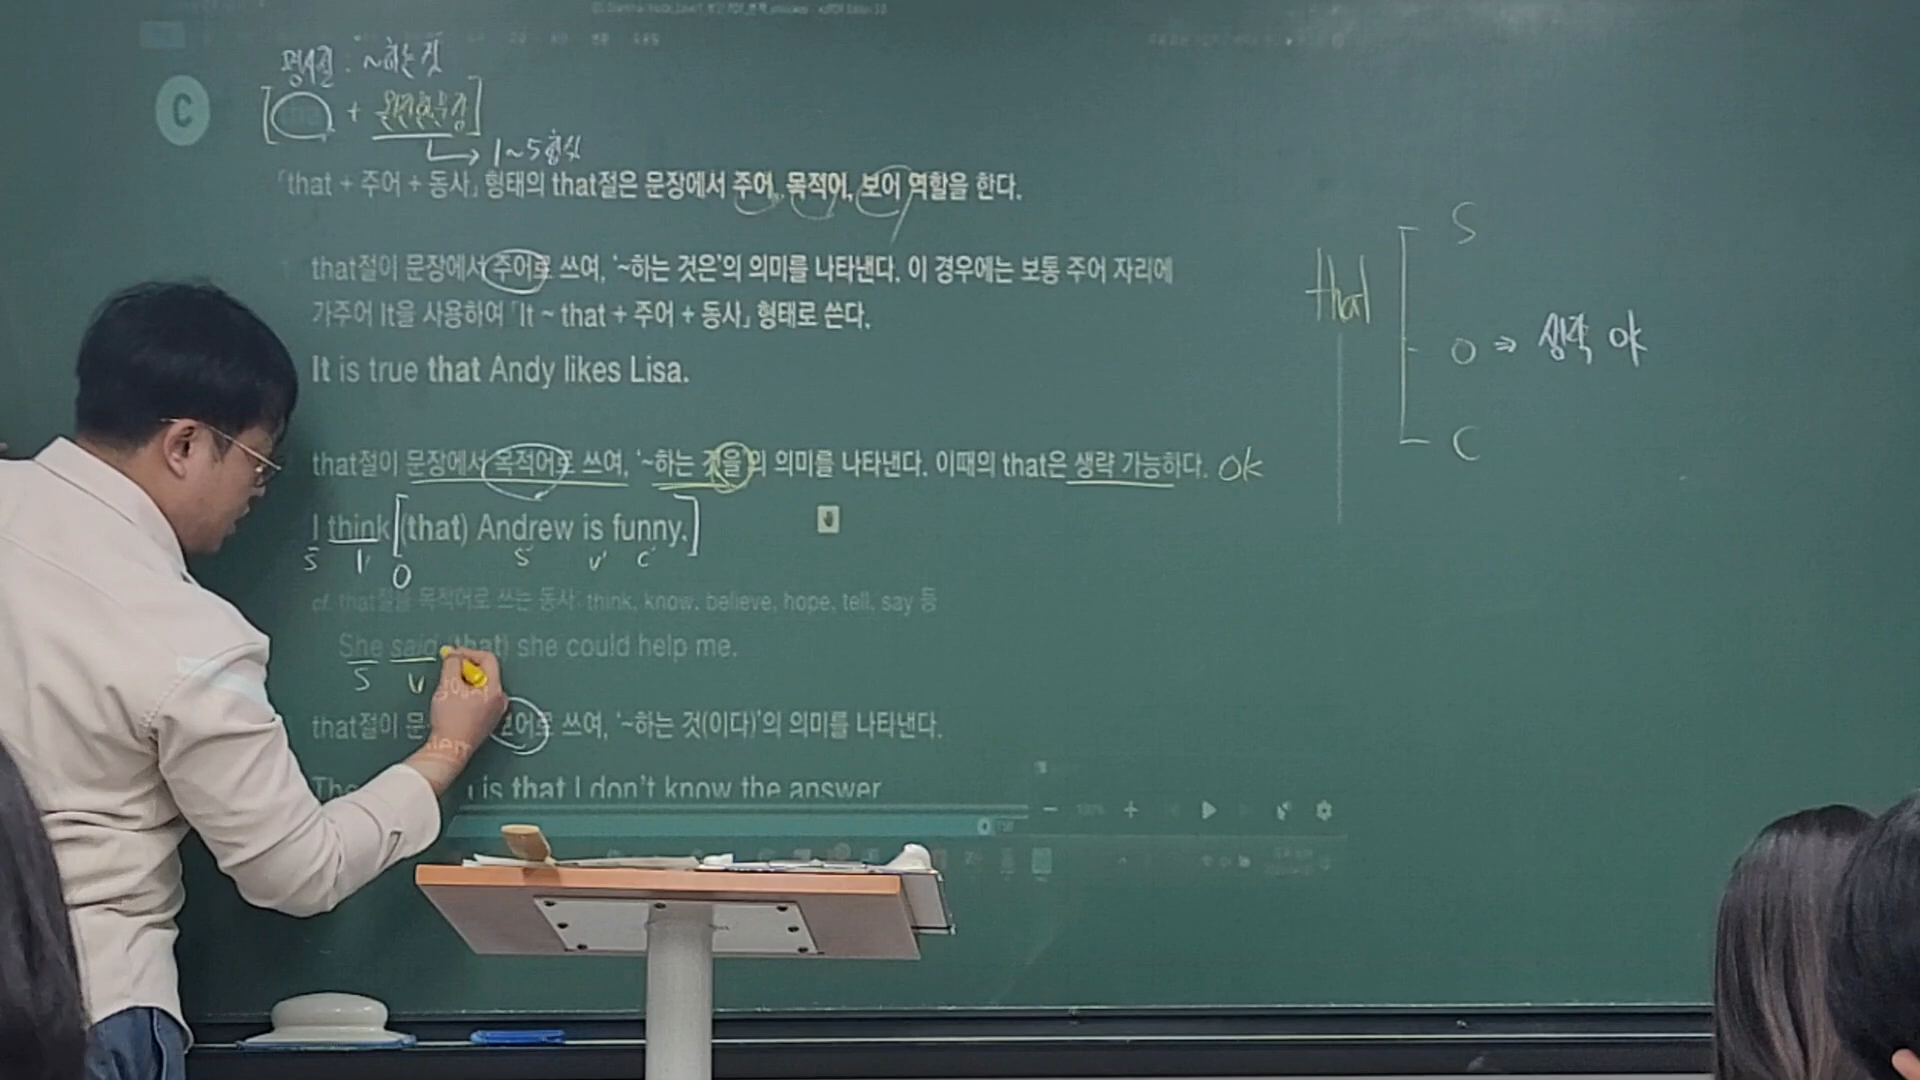 명사절 : ~하는 것
C
[ + 완전한문장]
→ 1~5형식
「that + 주어 + 동사」 형태의 that절은 문장에서 주어, 목적어, 보어 역할을 한다.
that절이 문장에서 주어로 쓰여, '~하는 것은'의 의미를 나타낸다. 이 경우에는 보통 주어 자리에
가주어 It을 사용하여 「It ~ that + 주어 + 동사」 형태로 쓴다.
It is true that Andy likes Lisa.
that절이 문장에서 목적어로 쓰여, '~하는 것을'의 의미를 나타낸다. 이때의 that은 생략 가능하다. OK
I think [(that) Andrew is funny.]
S V O S' V' C'
cf. that절을 목적어로 쓰는 동사: think, know, believe, hope, tell, say 등
She said (that) she could help me.
S V
that절이 보어로 쓰여, '~하는 것(이다)'의 의미를 나타낸다.
is that I don't know the answer
that
S
O ⇒ 생략 OK
C